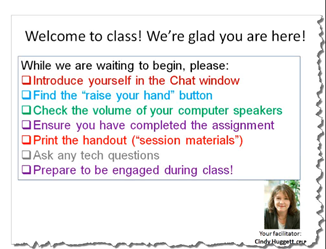 Welcome to class! We're glad you are here!
While we are waiting to begin, please:
Introduce yourself in the Chat window
Find the "raise your hand" button
Check the volume of your computer speakers
Ensure you have completed the assignment
Print the handout ("session materials")
Ask any tech questions
Prepare to be engaged during class!
Your facilitator:
Cindy Huggett, CPLP